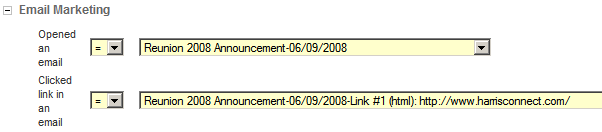 Email Marketing
Opened
an
email
=
Reunion 2008 Announcement-06/09/2008
Clicked
link in
an
email
=
Reunion 2008 Announcement-06/09/2008-Link #1 (html): http://www.harrisconnect.com/